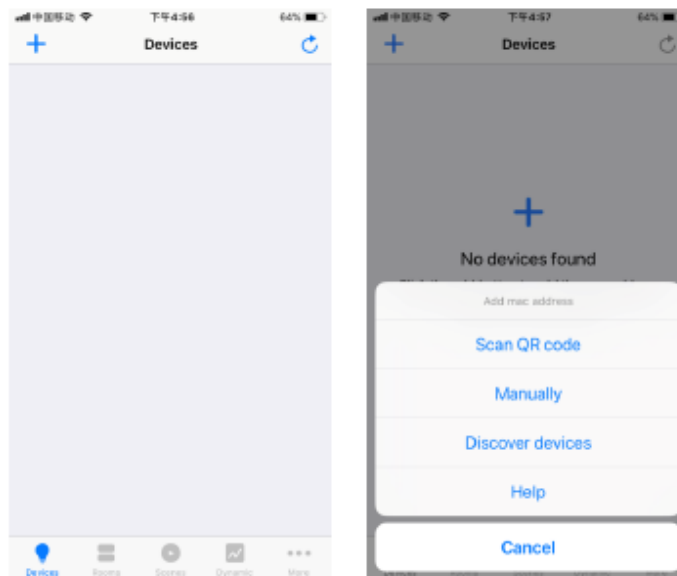 中国移动 下午4:56 64%
Devices
Devices Rooms Scenes Dynamic More
中国移动 下午4:57 64%
Devices
No devices found
Add mac address
Scan QR code
Manually
Discover devices
Help
Cancel